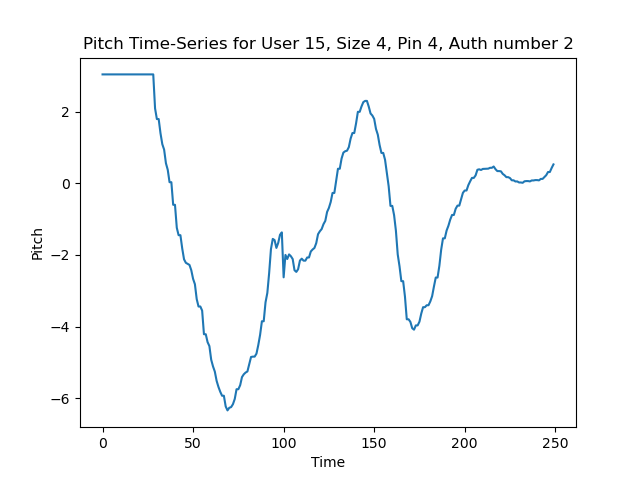 Pitch Time-Series for User 15, Size 4, Pin 4, Auth number 2
2
0
−2
−4
−6
Pitch
0 50 100 150 200 250
Time